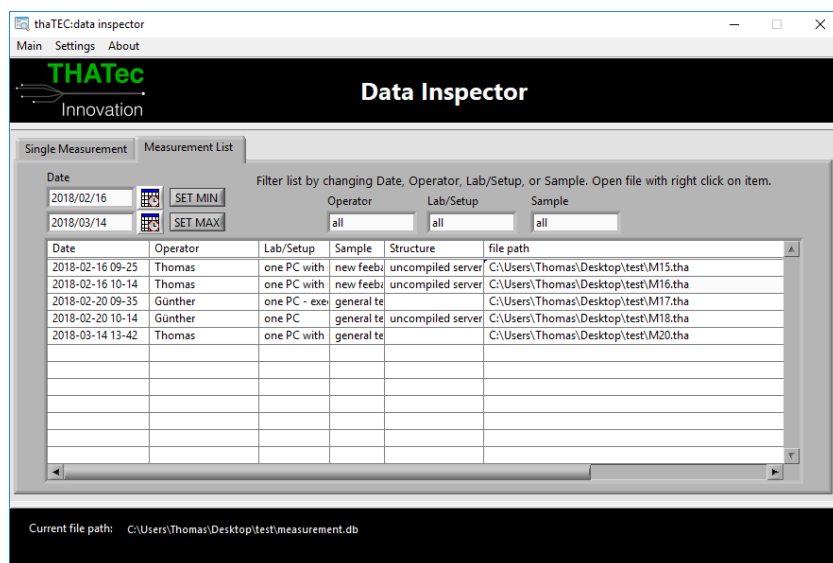 thaTEC:data inspector
Main Settings About
THATec
Innovation
Data Inspector
Single Measurement Measurement List
Date
Filter list by changing Date, Operator, Lab/Setup, or Sample. Open file with right click on item.
2018/02/16 SET MIN Operator Lab/Setup Sample
2018/03/14 SET MAX all all all
Date Operator Lab/Setup Sample Structure file path
2018-02-16 09-25 Thomas one PC with new feeba uncompiled server C:\Users\Thomas\Desktop\test\M15.tha
2018-02-16 10-14 Thomas one PC with new feeba uncompiled server C:\Users\Thomas\Desktop\test\M16.tha
2018-02-20 09-35 Günther one PC - exe general te C:\Users\Thomas\Desktop\test\M17.tha
2018-02-20 10-14 Günther one PC general te uncompiled server C:\Users\Thomas\Desktop\test\M18.tha
2018-03-14 13-42 Thomas one PC with general te C:\Users\Thomas\Desktop\test\M20.tha
Current file path: C:\Users\Thomas\Desktop\test\measurement.db